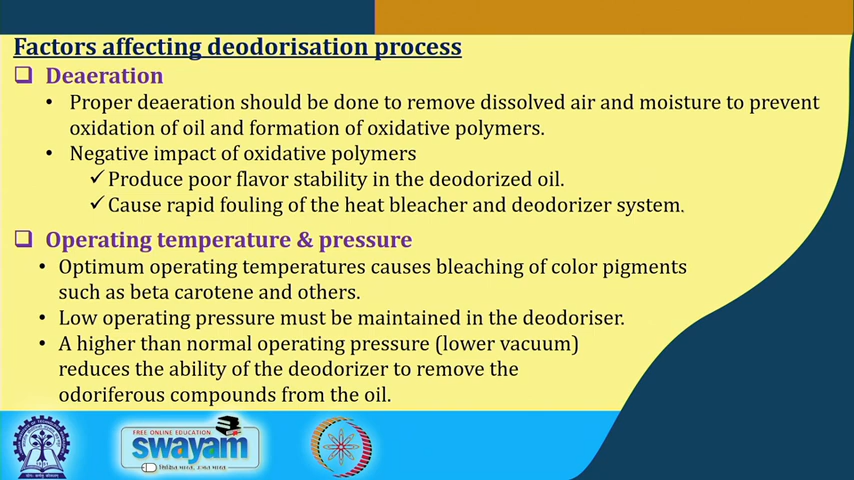 Factors affecting deodorisation process
❑ Deaeration
• Proper deaeration should be done to remove dissolved air and moisture to prevent
oxidation of oil and formation of oxidative polymers.
• Negative impact of oxidative polymers
✓Produce poor flavor stability in the deodorized oil.
✓Cause rapid fouling of the heat bleacher and deodorizer system.
❑ Operating temperature & pressure
• Optimum operating temperatures causes bleaching of color pigments
such as beta carotene and others.
• Low operating pressure must be maintained in the deodoriser.
• A higher than normal operating pressure (lower vacuum)
reduces the ability of the deodorizer to remove the
odoriferous compounds from the oil.
FREE ONLINE EDUCATION
swayam
शिक्षित भारत, उन्नत भारत